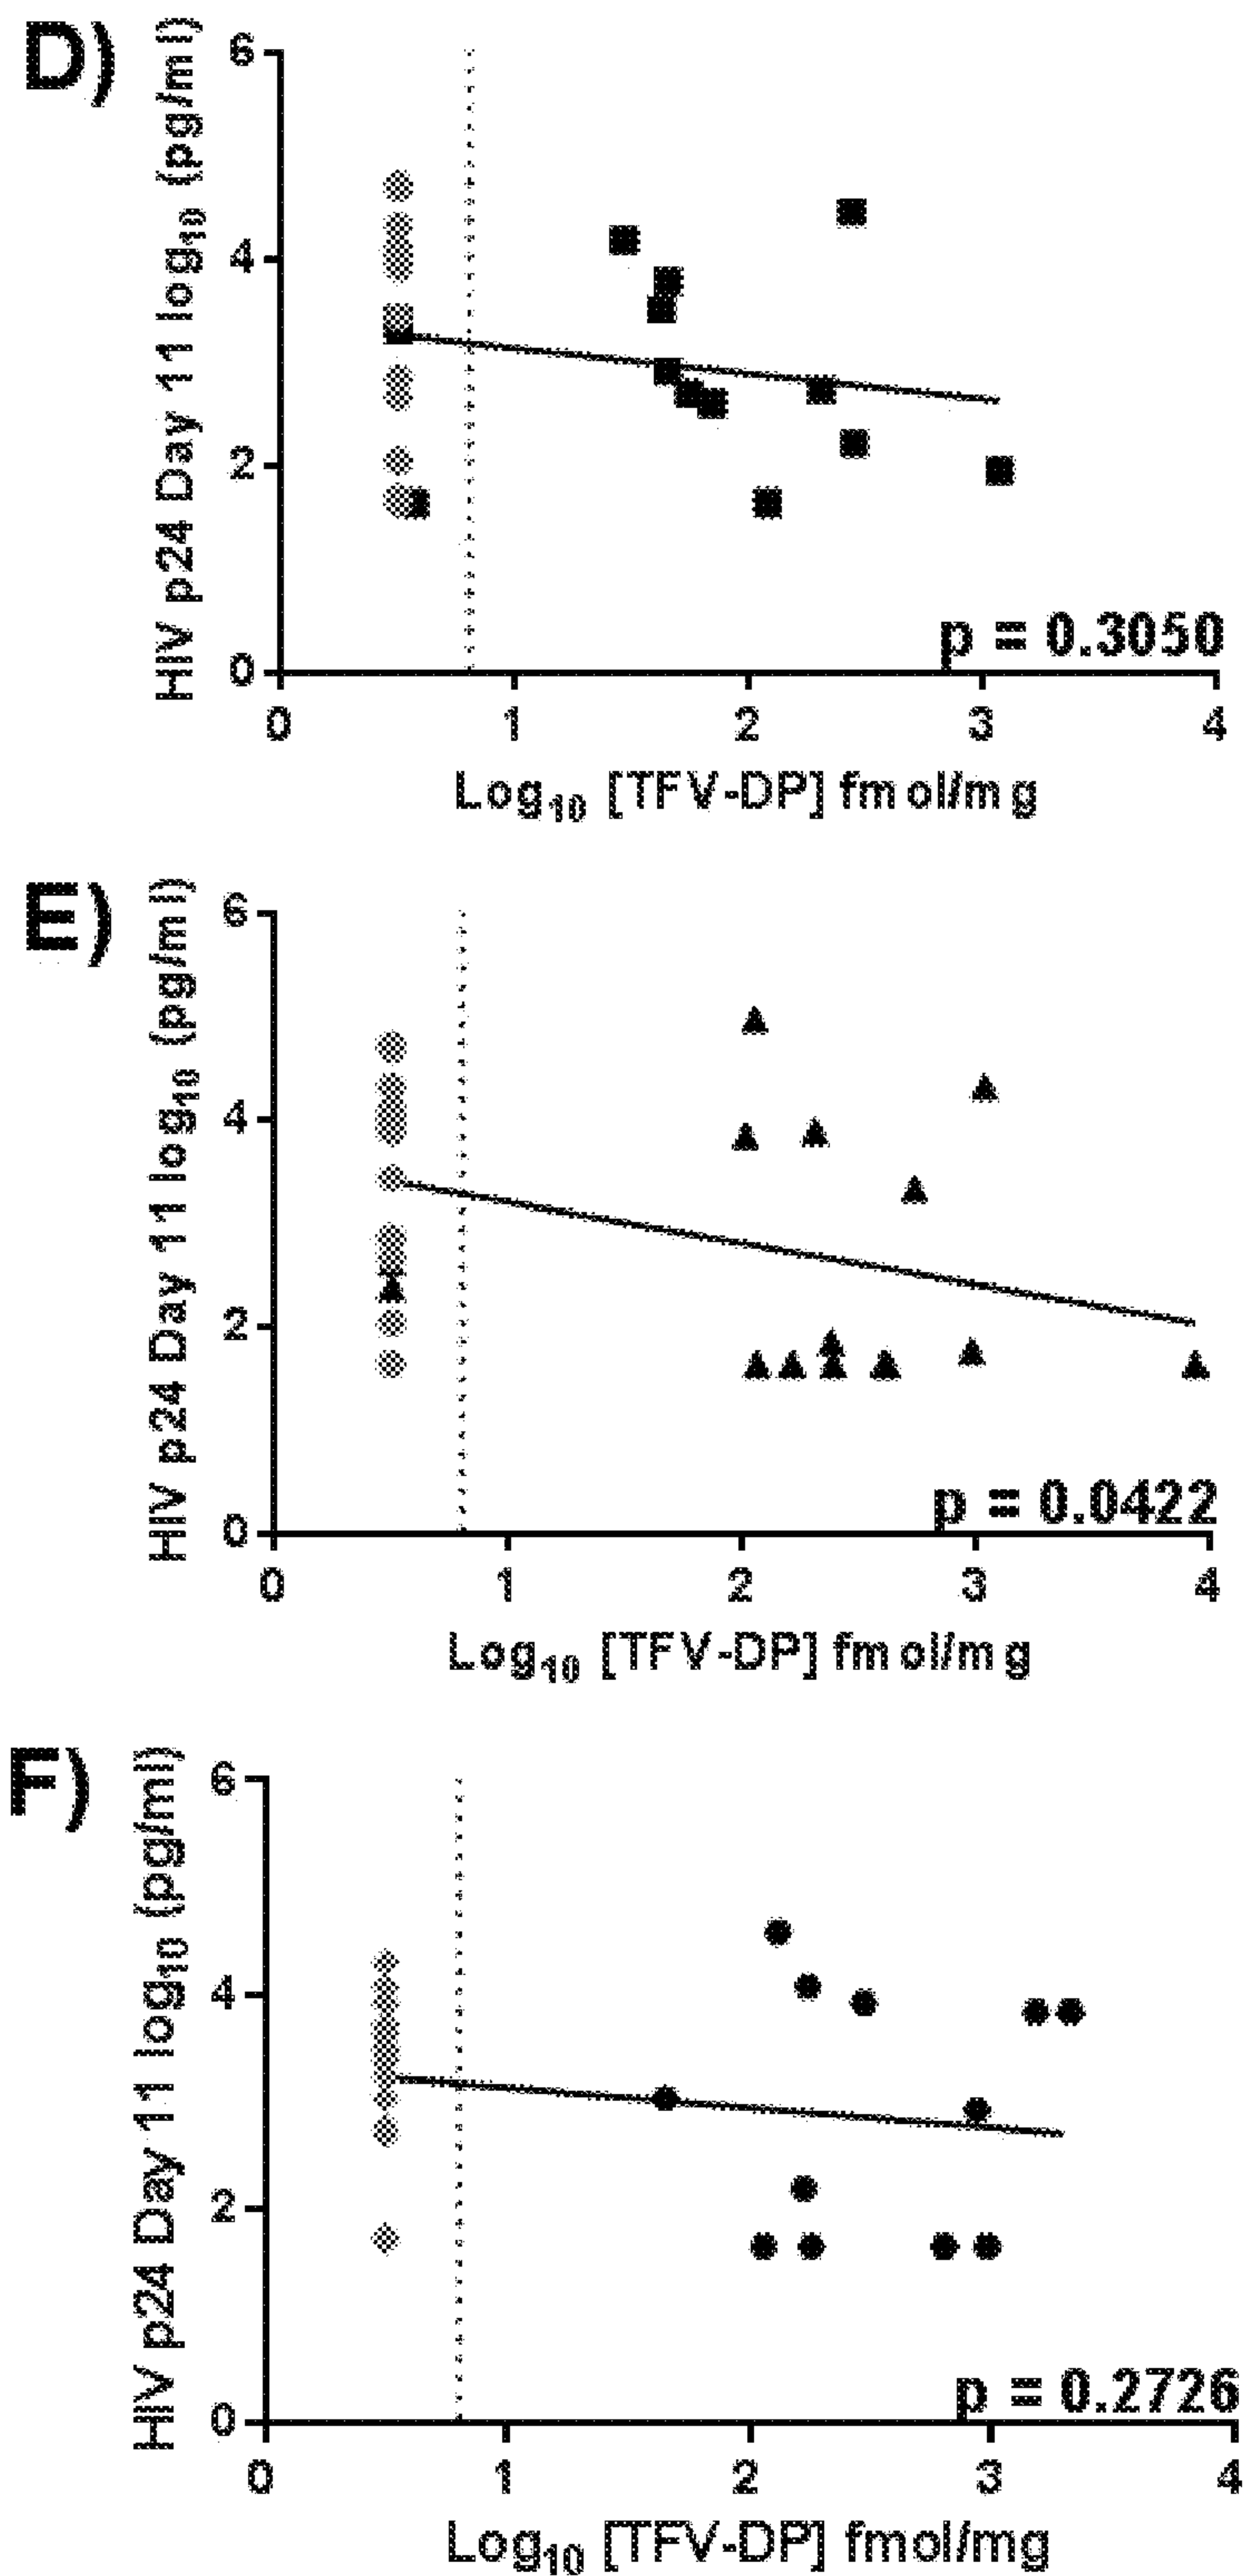 D)
HIV p24 Day 11 log10 (pg/ml)
6
4
2
0
p = 0.3050
0 1 2 3 4
Log10 [TFV-DP] fmol/mg
E)
HIV p24 Day 11 log10 (pg/ml)
6
4
2
0
p = 0.0422
0 1 2 3 4
Log10 [TFV-DP] fmol/mg
F)
HIV p24 Day 11 log10 (pg/ml)
6
4
2
0
p = 0.2726
0 1 2 3 4
Log10 [TFV-DP] fmol/mg